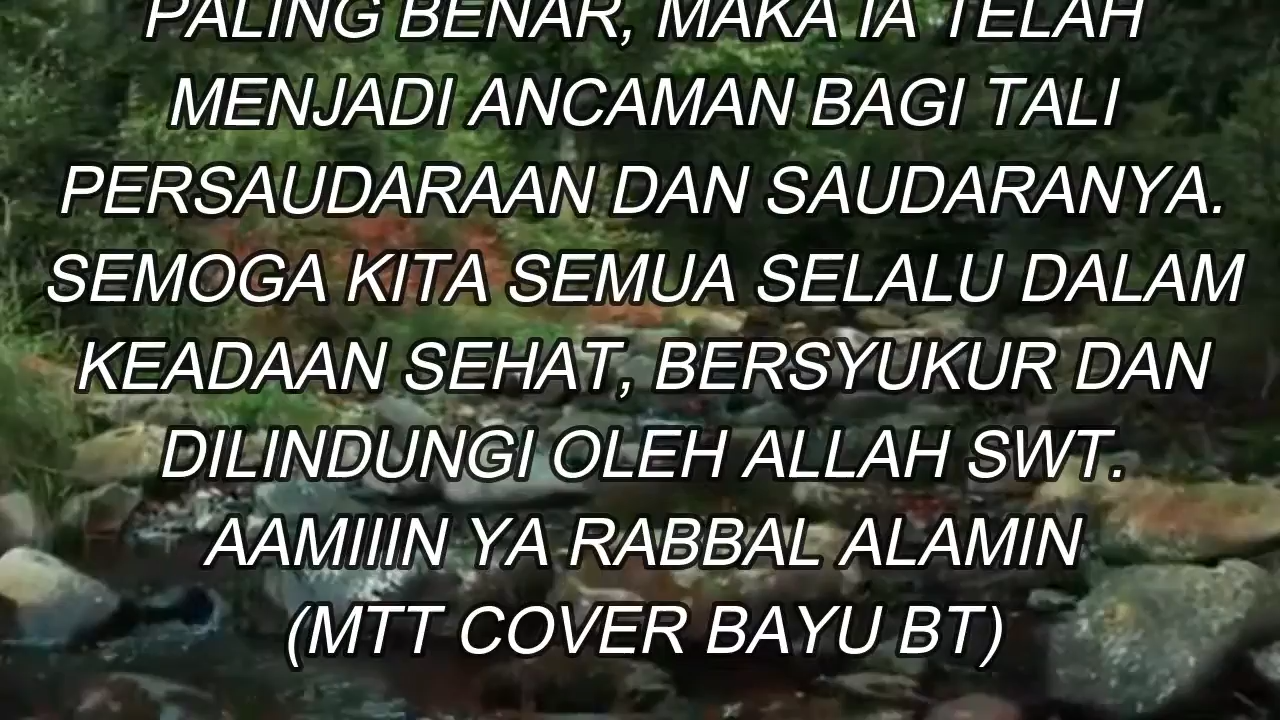 PALING BENAR, MAKA IA TELAH
MENJADI ANCAMAN BAGI TALI
PERSAUDARAAN DAN SAUDARANYA.
SEMOGA KITA SEMUA SELALU DALAM
KEADAAN SEHAT, BERSYUKUR DAN
DILINDUNGI OLEH ALLAH SWT.
AAMIIIN YA RABBAL ALAMIN
(MTT COVER BAYU BT)